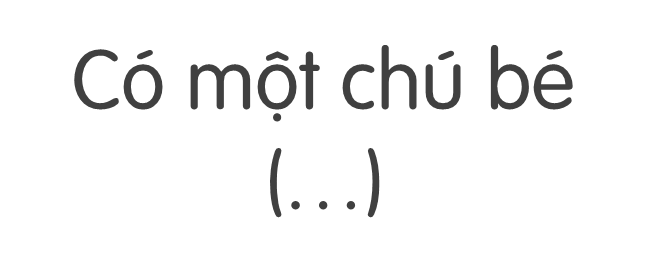 Có một chú bé
(...)